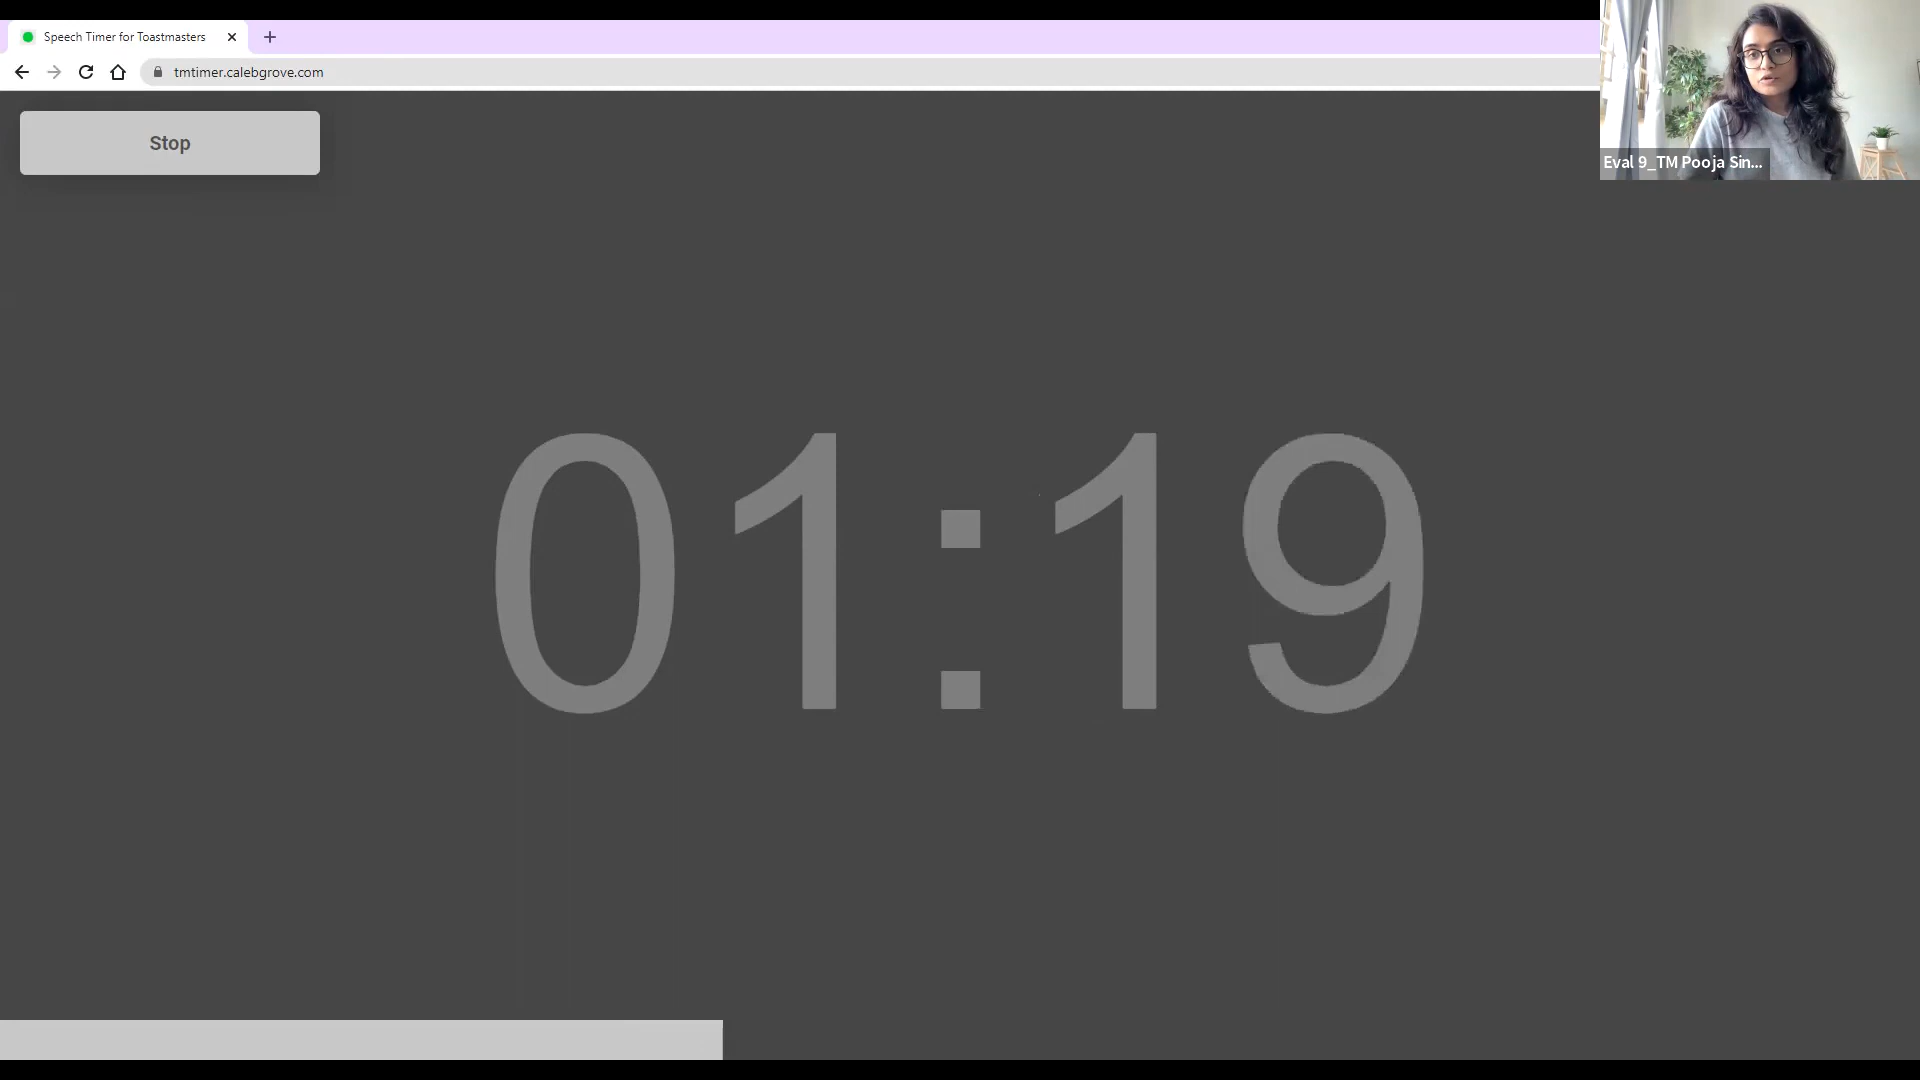 Speech Timer for Toastmasters
tmtimer.calebgrove.com
Stop
Eval 9_TM Pooja Sin...
01:19